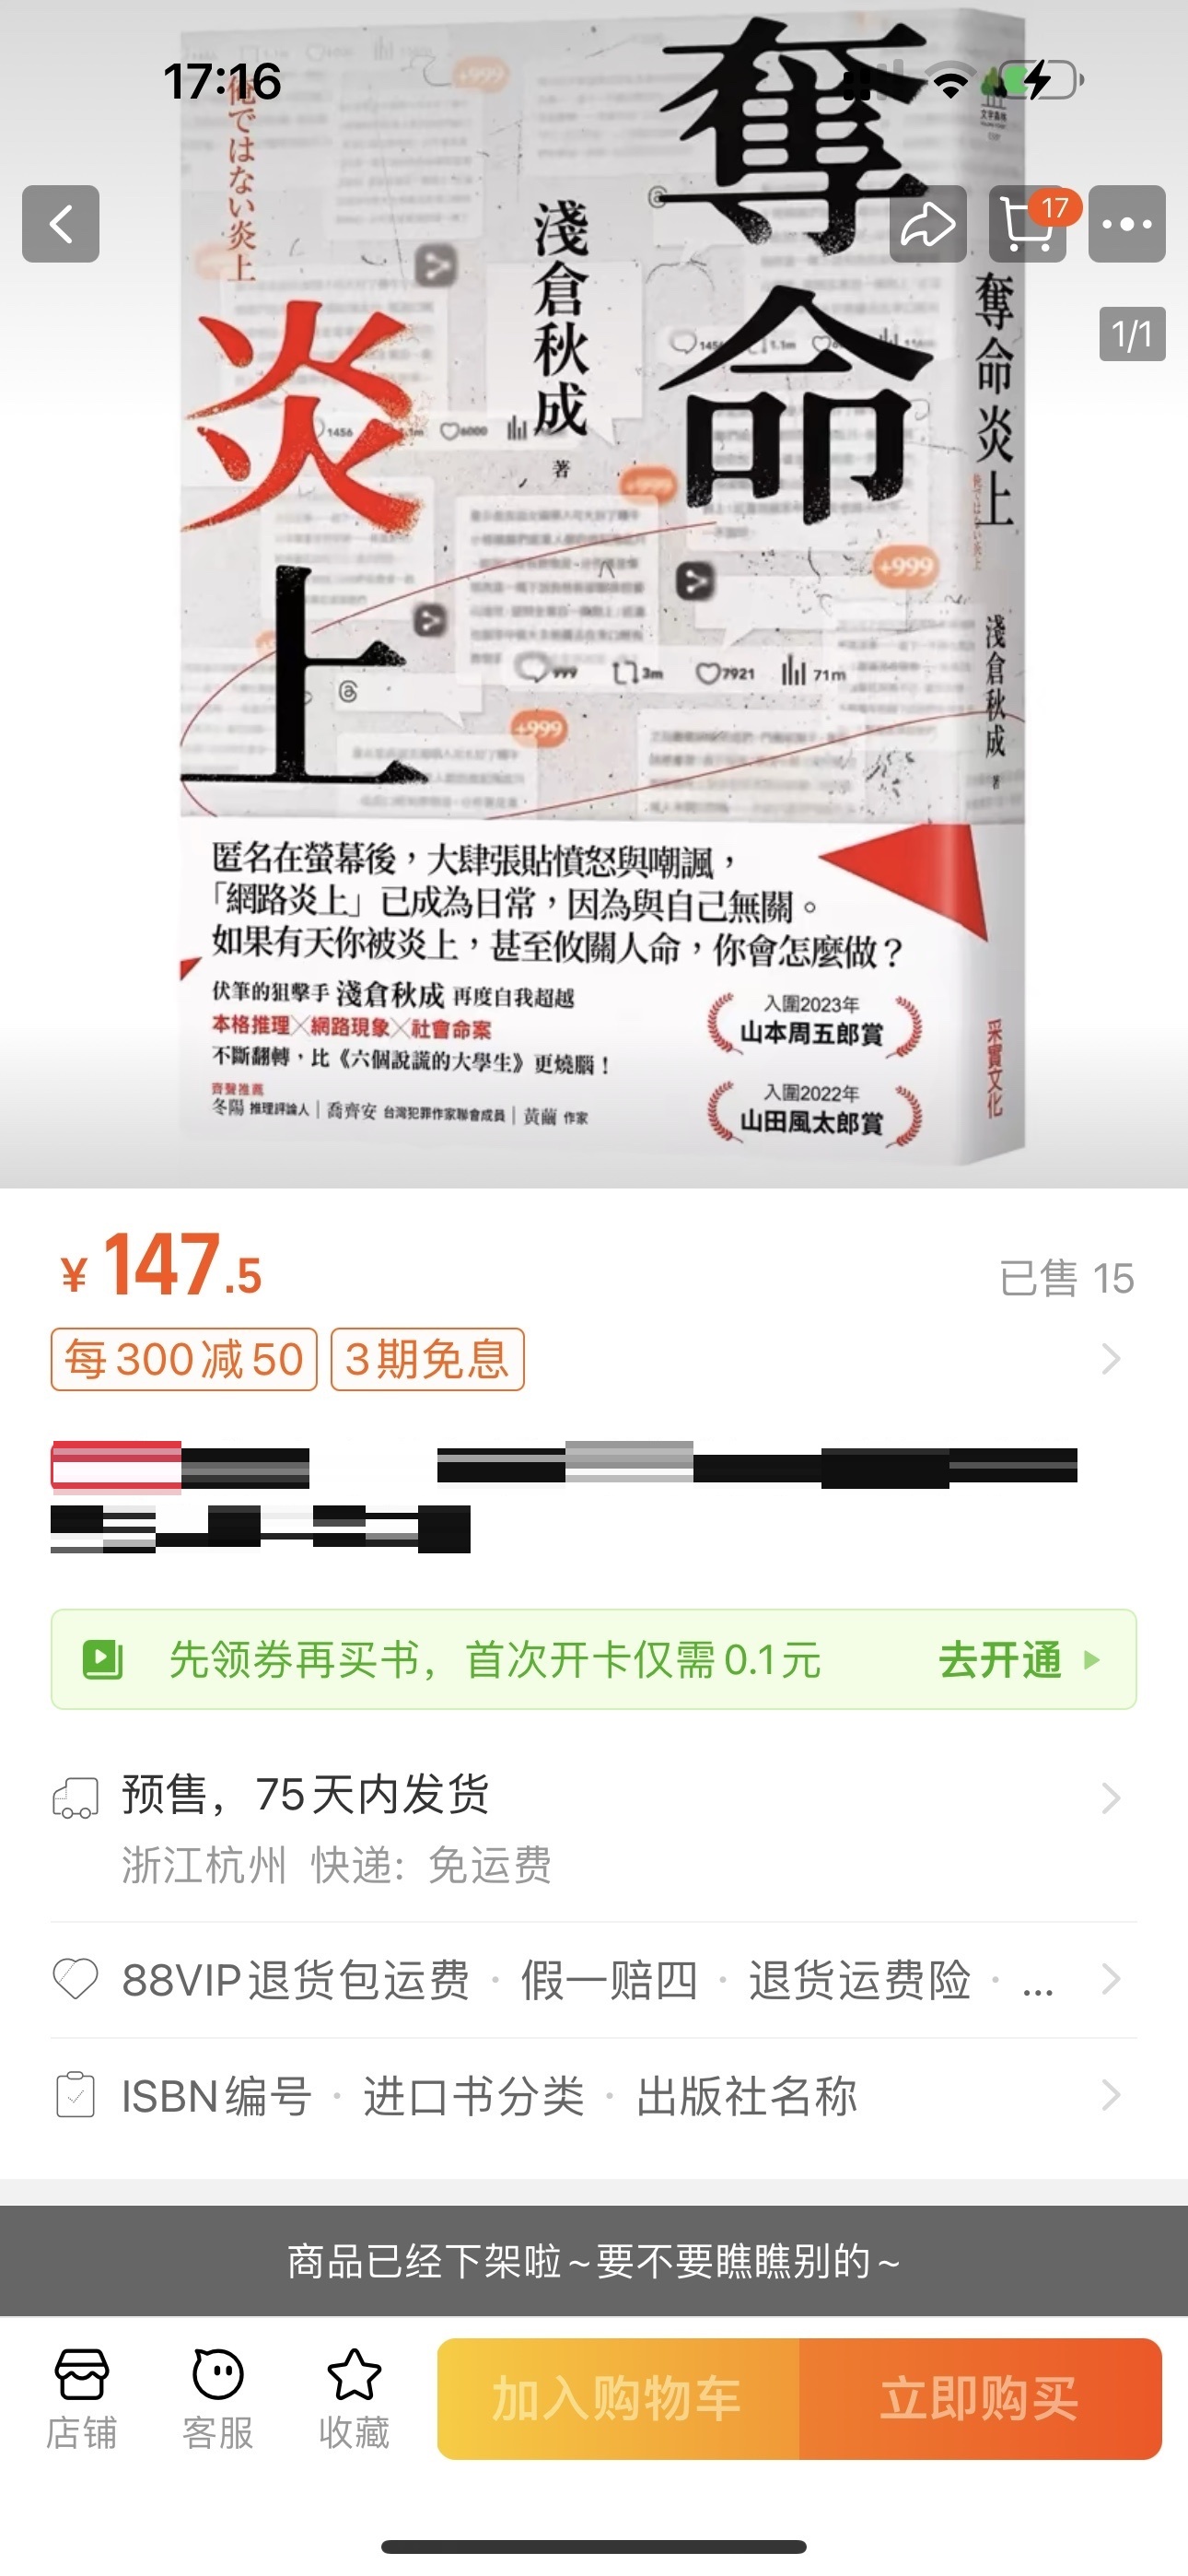 17:16
奪命
炎上
俺ではない炎上
淺倉秋成
著
奪命炎上
俺ではない炎上
淺倉秋成
著
采實文化
文字森林
17
1/1
+999
1456
6000
+999
+999
999
3m
7921
71m
+999
匿名在螢幕後，大肆張貼憤怒與嘲諷，
「網路炎上」已成為日常，因為與自己無關。
如果有天你被炎上，甚至攸關人命，你會怎麼做？
伏筆的狙擊手 淺倉秋成 再度自我超越
本格推理╳網路現象╳社會命案
不斷翻轉，比《六個說謊的大學生》更燒腦！
齊聲推薦
冬陽 推理評論人｜喬齊安 台灣犯罪作家聯會成員｜黃繭 作家
入圍2023年
山本周五郎賞
入圍2022年
山田風太郎賞
¥147.5
已售 15
每300减50 3期免息
先领券再买书，首次开卡仅需0.1元 去开通
预售，75天内发货
浙江杭州 快递: 免运费
88VIP退货包运费 · 假一赔四 · 退货运费险 · ...
ISBN编号 · 进口书分类 · 出版社名称
商品已经下架啦~要不要瞧瞧别的~
店铺 客服 收藏 加入购物车 立即购买